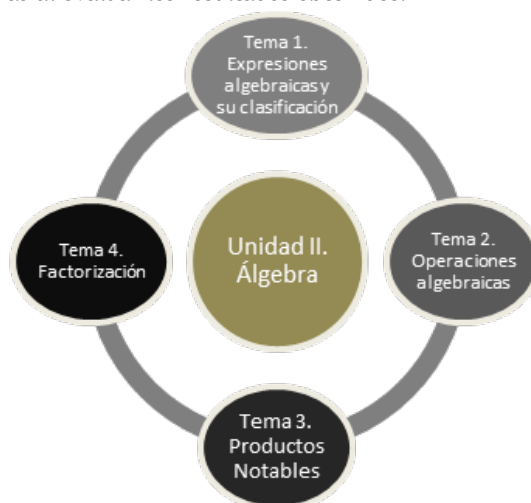 Tema 1.
Expresiones
algebraicas y
su clasificación
Tema 4.
Factorización
Unidad II.
Álgebra
Tema 2.
Operaciones
algebraicas
Tema 3.
Productos
Notables